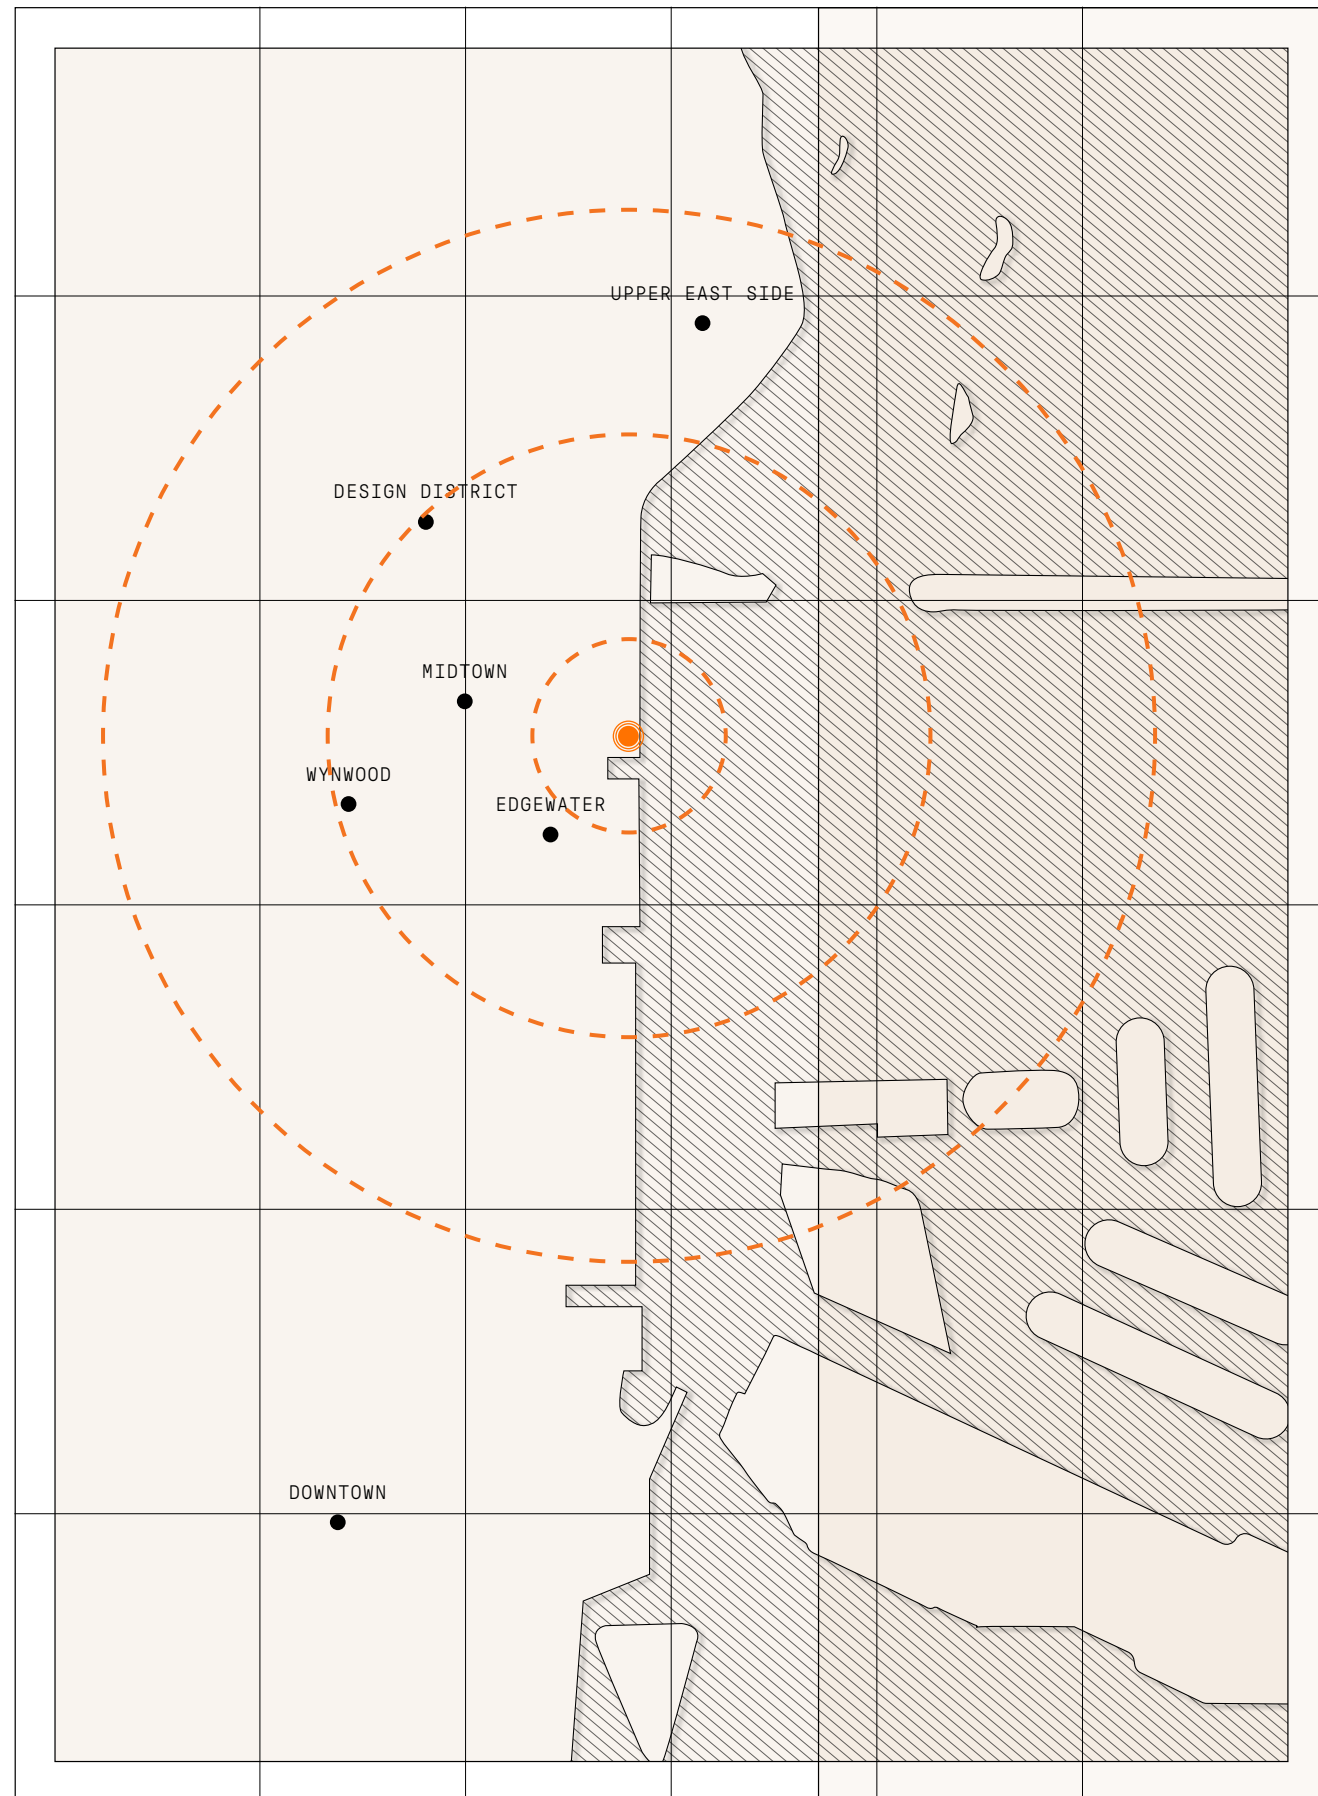 UPPER EAST SIDE
DESIGN DISTRICT
MIDTOWN
WYNWOOD
EDGEWATER
DOWNTOWN